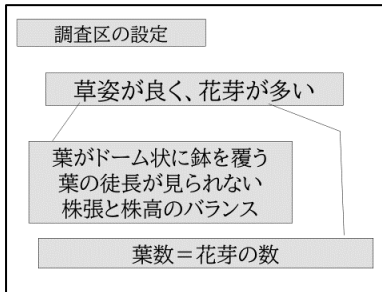 調査区の設定
草姿が良く、花芽が多い
葉がドーム状に鉢を覆う
葉の徒長が見られない
株張と株高のバランス
葉数＝花芽の数